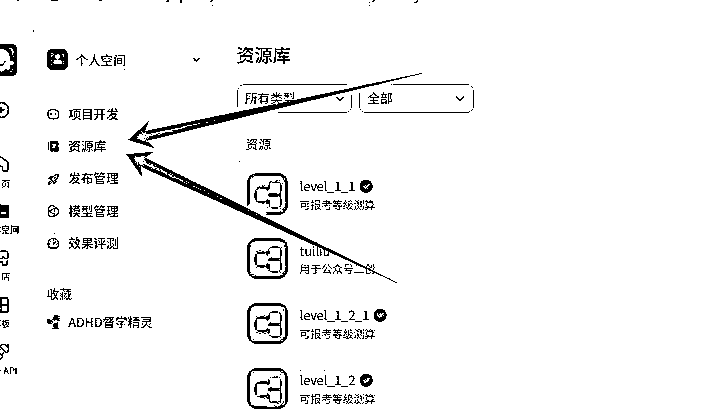 个人空间
项目开发
资源库
发布管理
模型管理
效果评测
收藏
ADHD督学精灵
资源库
所有类型
全部
资源
level_1_1
可报考等级测算
用于公众号二创
level_1_2_1
可报考等级测算
level_1_2
可报考等级测算
页
空间
店
板
API